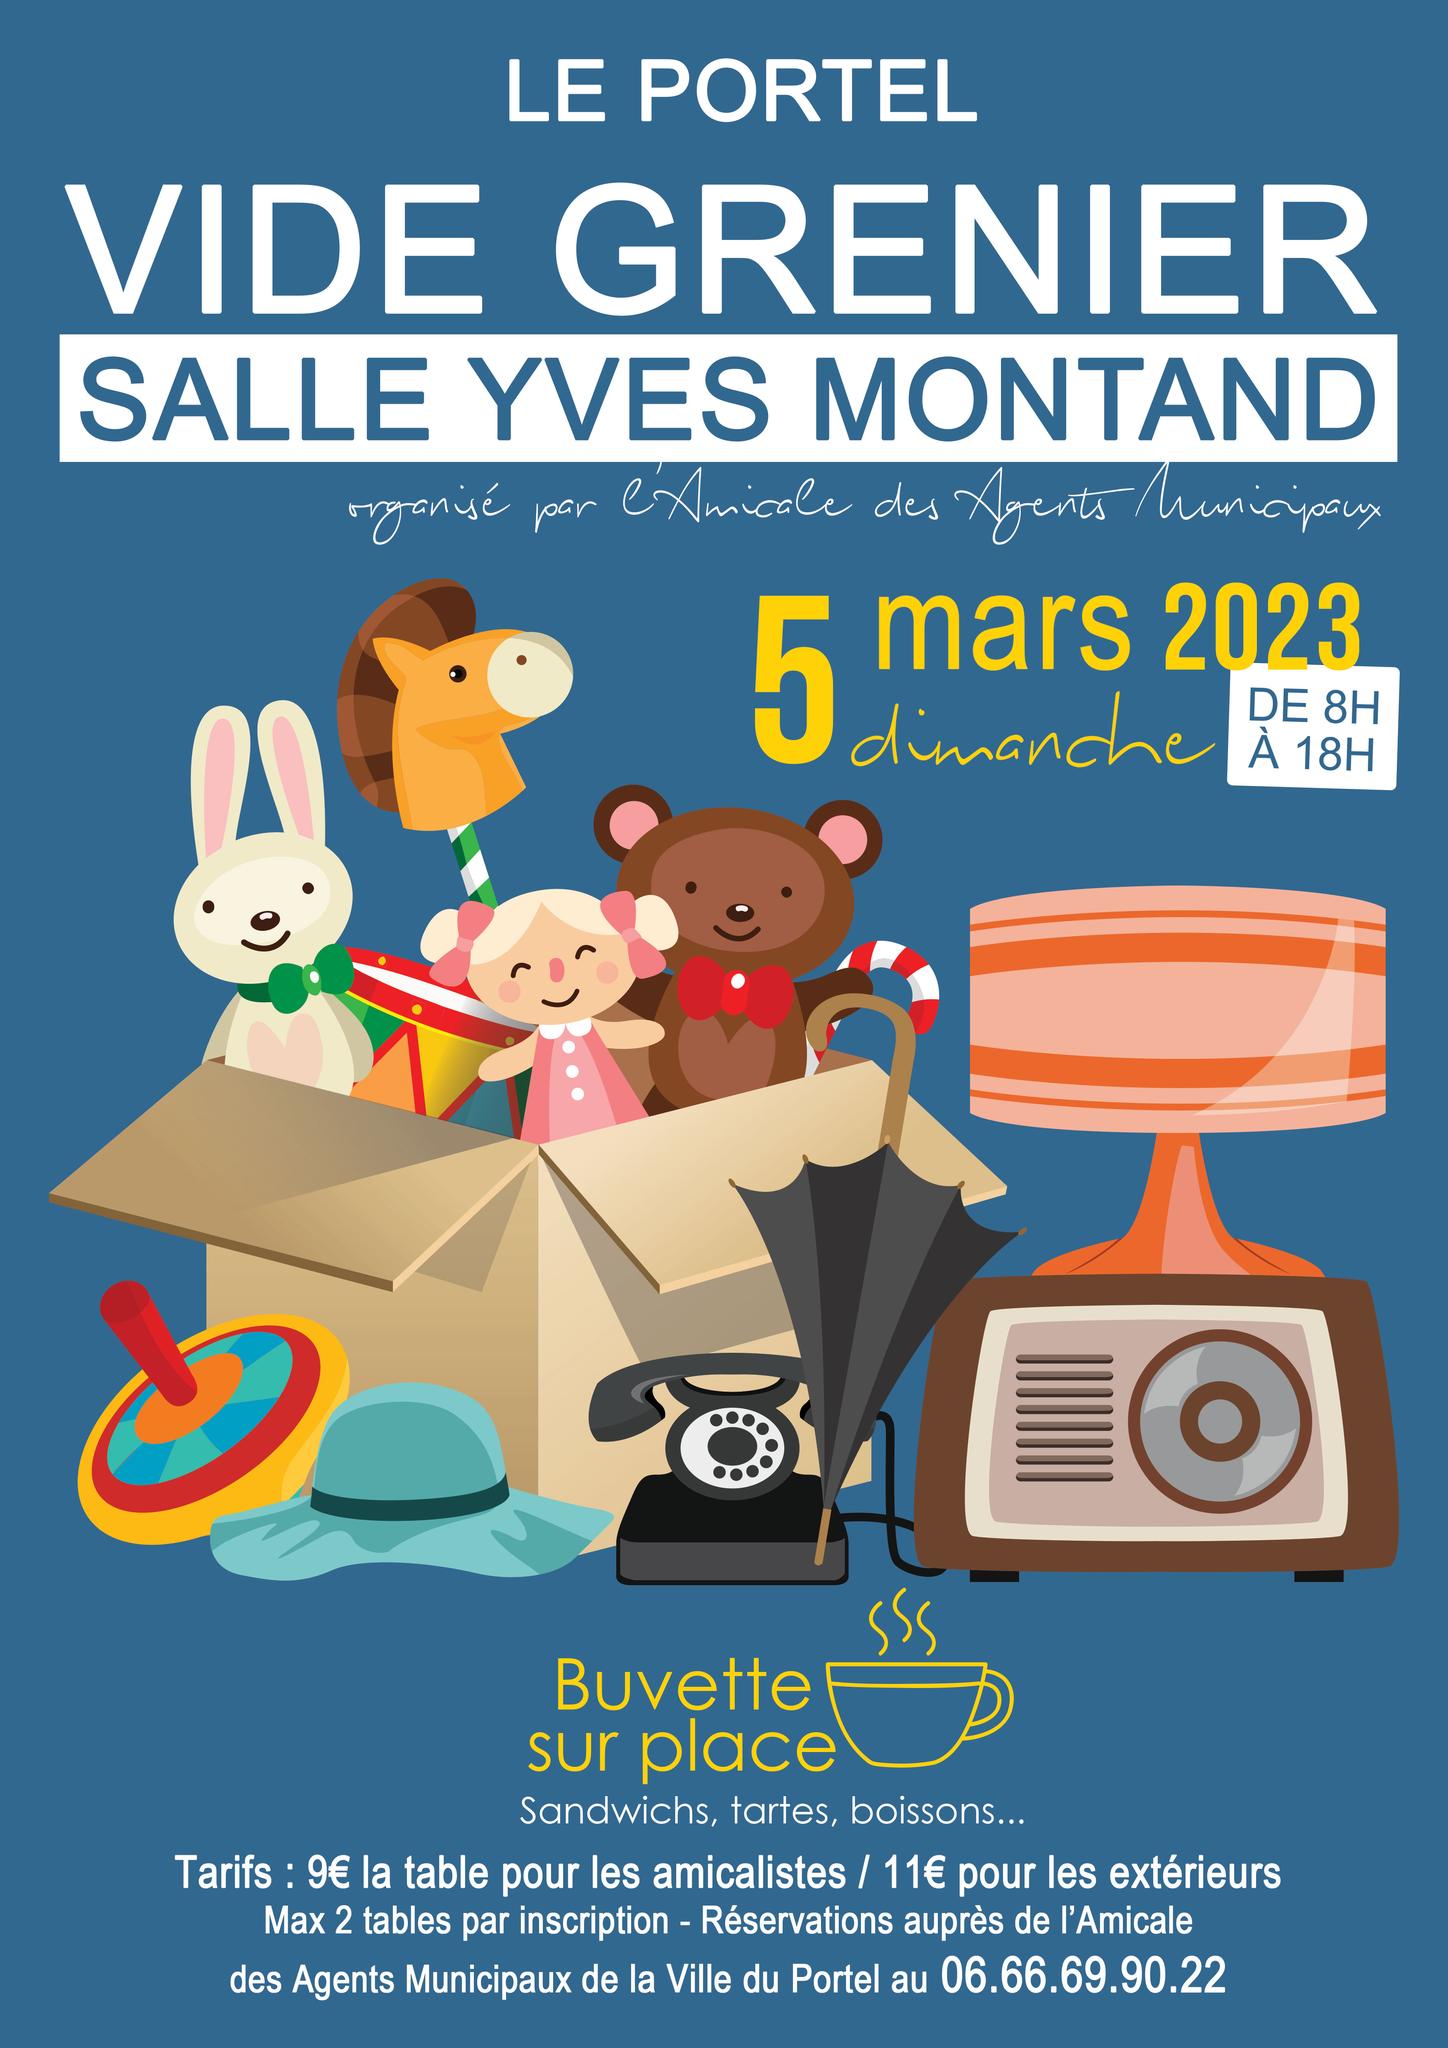 LE PORTEL
VIDE GRENIER
SALLE YVES MONTAND
organisé par l'Amicale des Agents Municipaux
5 mars 2023
dimanche
DE 8H
À 18H
Buvette
sur place
Sandwichs, tartes, boissons...
Tarifs : 9€ la table pour les amicalistes / 11€ pour les extérieurs
Max 2 tables par inscription - Réservations auprès de l'Amicale
des Agents Municipaux de la Ville du Portel au 06.66.69.90.22